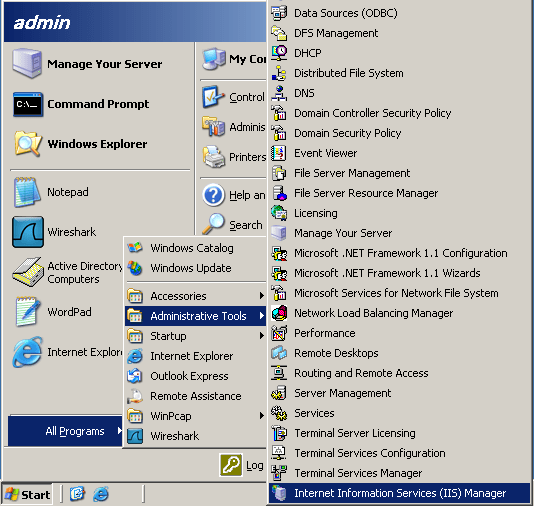 admin
Manage Your Server
Command Prompt
Windows Explorer
Notepad
Wireshark
Active Directory
Computers
WordPad
Internet Explorer
All Programs
My Co
Control
Adminis
Printers
Help an
Search
Log
Start
C:\_
Windows Catalog
Windows Update
Accessories
Administrative Tools
Startup
Internet Explorer
Outlook Express
Remote Assistance
WinPcap
Wireshark
Data Sources (ODBC)
DFS Management
DHCP
Distributed File System
DNS
Domain Controller Security Policy
Domain Security Policy
Event Viewer
File Server Management
File Server Resource Manager
Licensing
Manage Your Server
Microsoft .NET Framework 1.1 Configuration
Microsoft .NET Framework 1.1 Wizards
Microsoft Services for Network File System
Network Load Balancing Manager
Performance
Remote Desktops
Routing and Remote Access
Server Management
Services
Terminal Server Licensing
Terminal Services Configuration
Terminal Services Manager
Internet Information Services (IIS) Manager